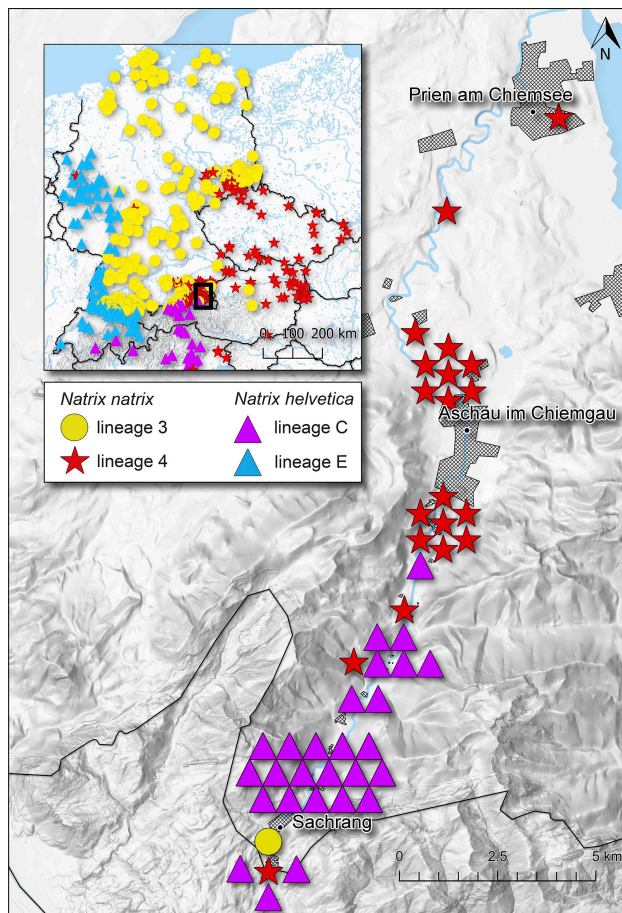 N
Prien am Chiemsee
0 100 200 km
Natrix natrix
Natrix helvetica
lineage 3
lineage C
lineage 4
lineage E
Aschau im Chiemgau
Sachrang
0 2.5 5 km